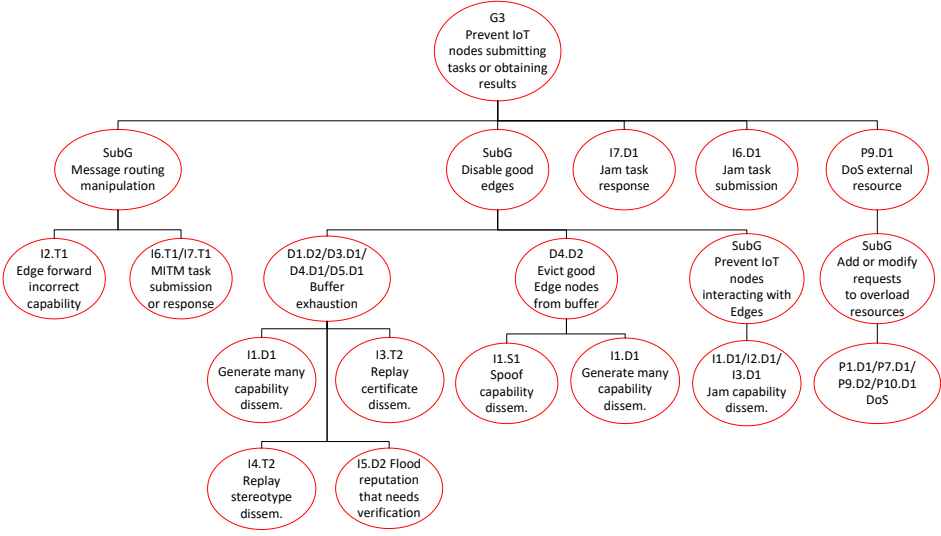 G3
Prevent IoT
nodes submitting
tasks or obtaining
results
SubG
Message routing
manipulation
SubG
Disable good
edges
I7.D1
Jam task
response
I6.D1
Jam task
submission
P9.D1
DoS external
resource
I2.T1
Edge forward
incorrect
capability
I6.T1/I7.T1
MITM task
submission
or response
D1.D2/D3.D1/
D4.D1/D5.D1
Buffer
exhaustion
D4.D2
Evict good
Edge nodes
from buffer
SubG
Prevent IoT
nodes
interacting with
Edges
SubG
Add or modify
requests
to overload
resources
I1.D1
Generate many
capability
dissem.
I3.T2
Replay
certificate
dissem.
I1.S1
Spoof
capability
dissem.
I1.D1
Generate many
capability
dissem.
I1.D1/I2.D1/
I3.D1
Jam capability
dissem.
P1.D1/P7.D1/
P9.D2/P10.D1
DoS
I4.T2
Replay
stereotype
dissem.
I5.D2 Flood
reputation
that needs
verification